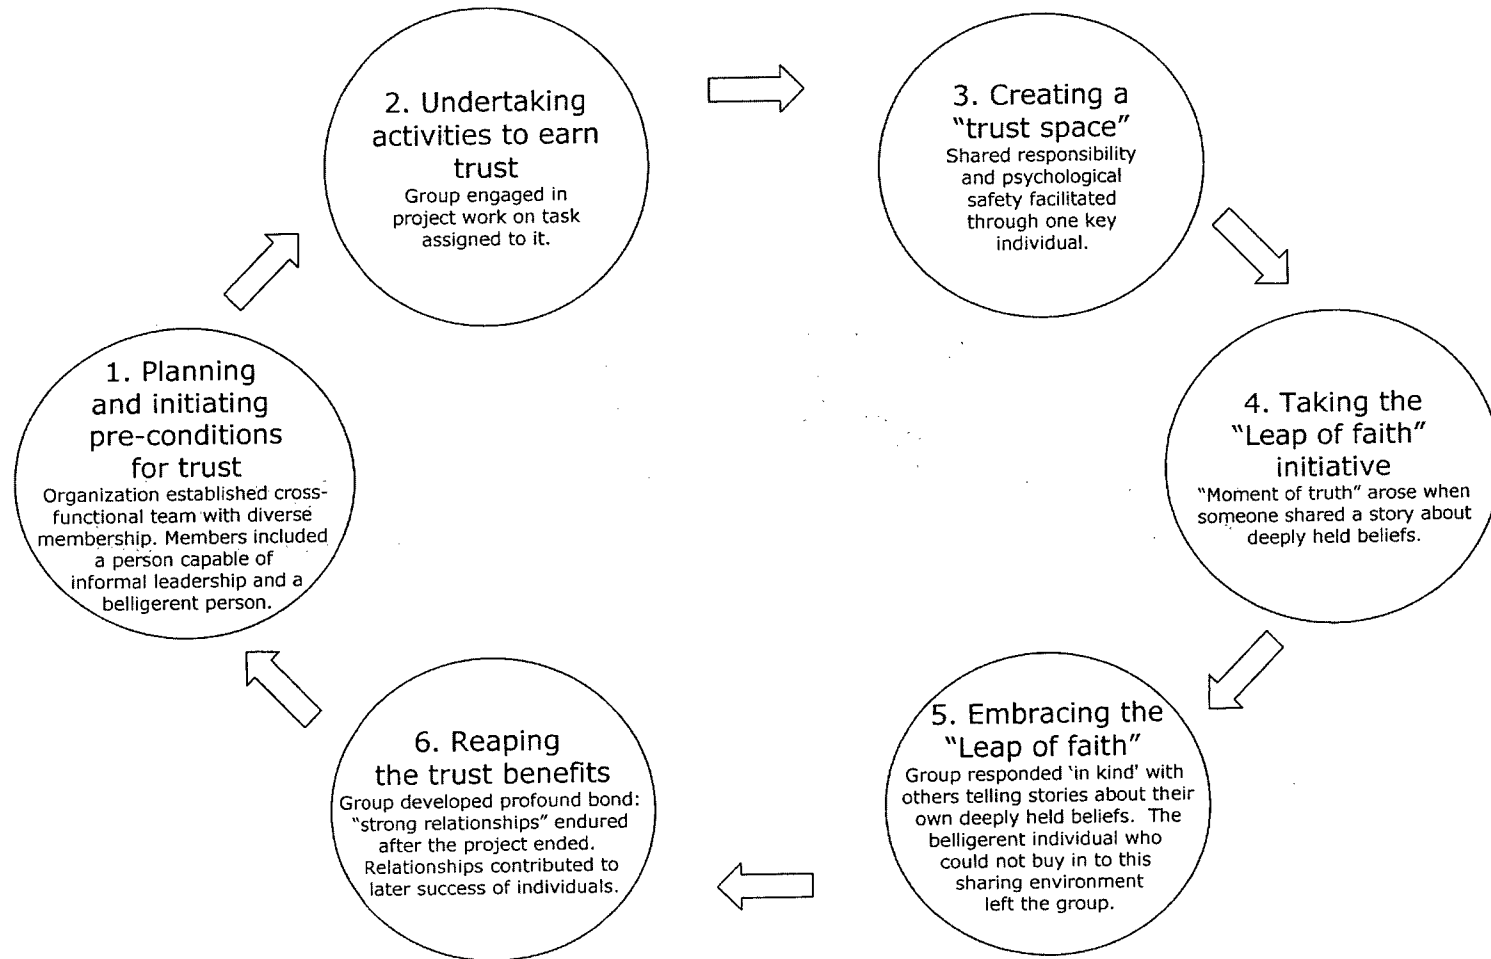 1. Planning
and initiating
pre-conditions
for trust
Organization established cross-
functional team with diverse
membership. Members included
a person capable of
informal leadership and a
belligerent person.
2. Undertaking
activities to earn
trust
Group engaged in
project work on task
assigned to it.
3. Creating a
“trust space”
Shared responsibility
and psychological
safety facilitated
through one key
individual.
4. Taking the
“Leap of faith”
initiative
“Moment of truth” arose when
someone shared a story about
deeply held beliefs.
5. Embracing the
“Leap of faith”
Group responded ‘in kind’ with
others telling stories about their
own deeply held beliefs. The
belligerent individual who
could not buy in to this
sharing environment
left the group.
6. Reaping
the trust benefits
Group developed profound bond:
“strong relationships” endured
after the project ended.
Relationships contributed to
later success of individuals.